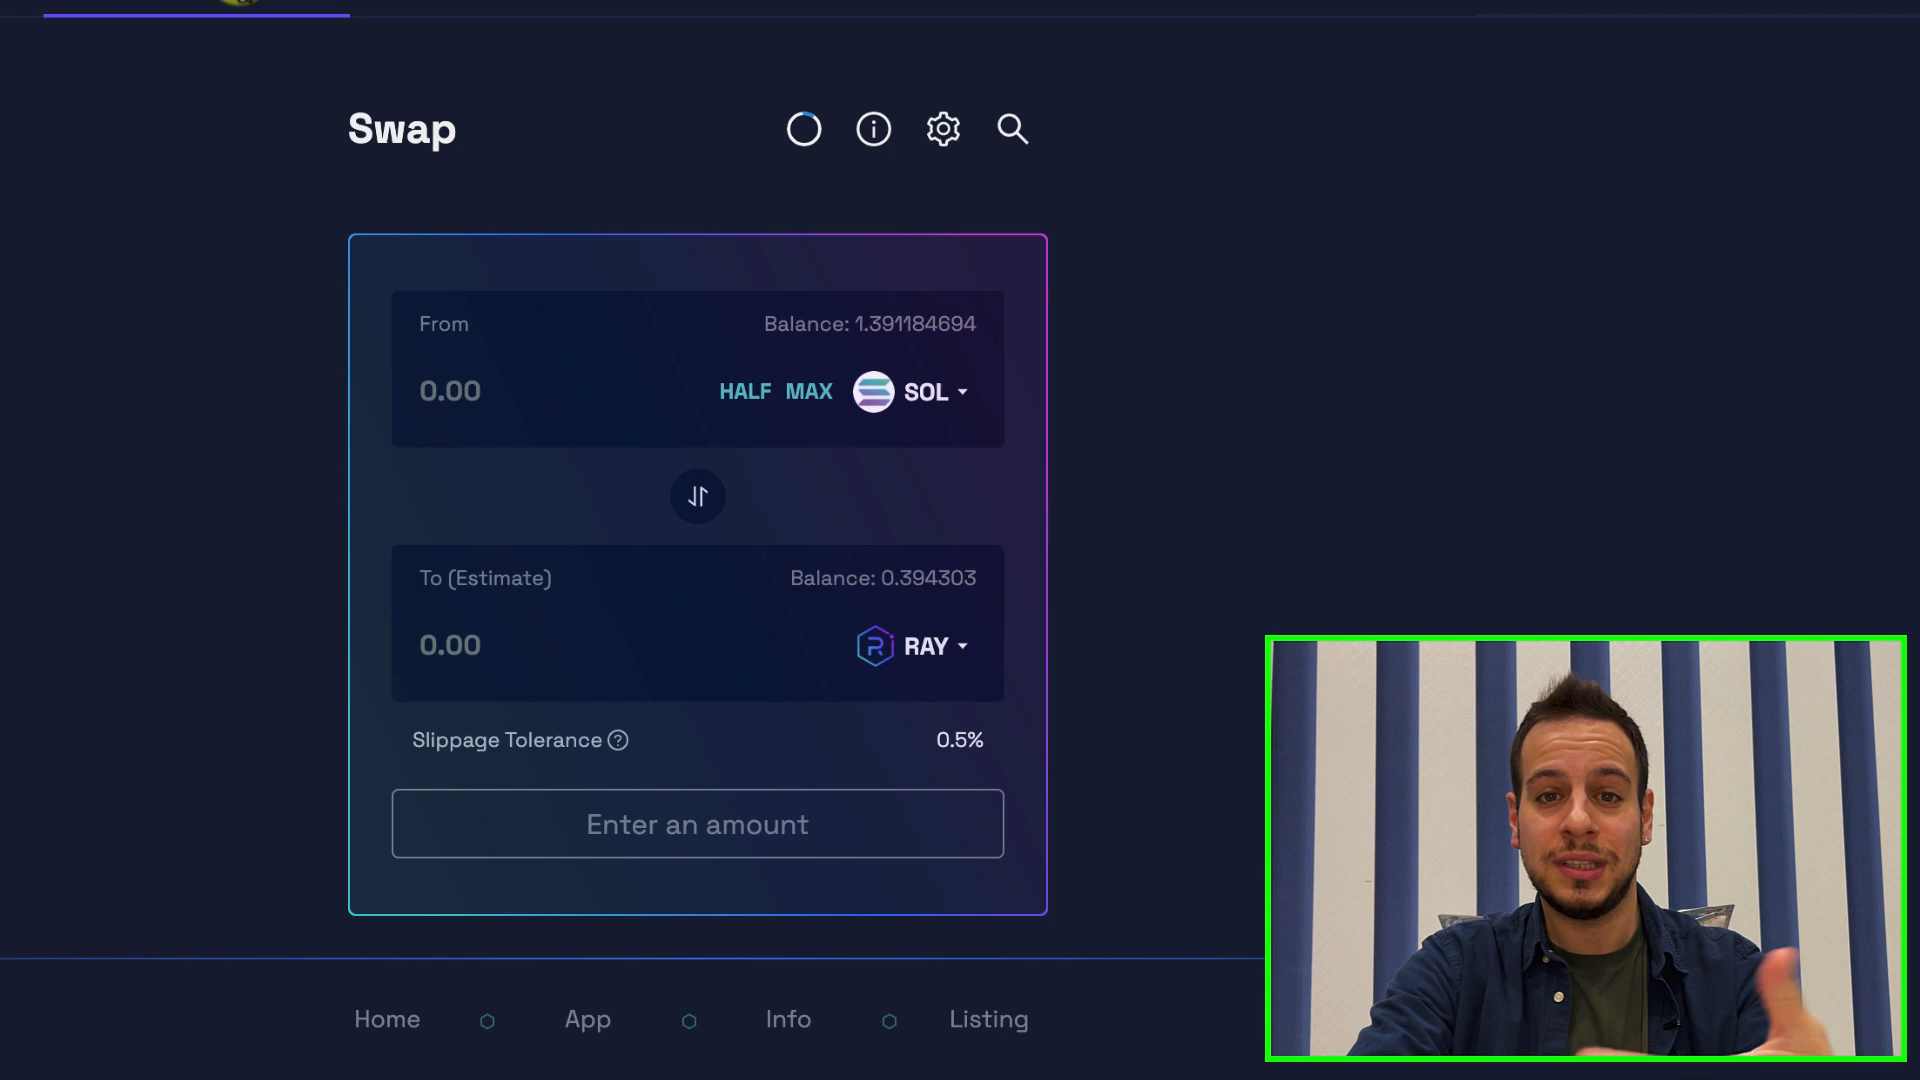 Swap
From
Balance: 1.391184694
0.00
HALF MAX SOL
To (Estimate)
Balance: 0.394303
0.00
RAY
Slippage Tolerance ?
0.5%
Enter an amount
Home
App
Info
Listing